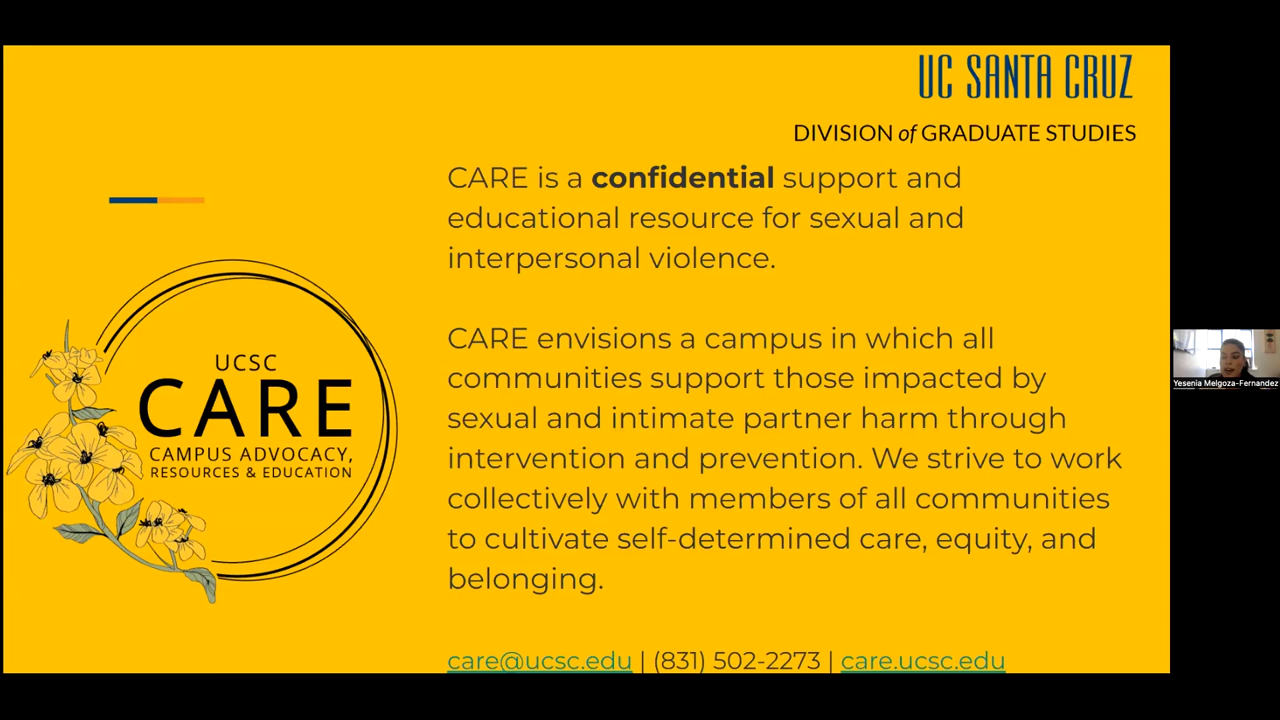 UC SANTA CRUZ
DIVISION of GRADUATE STUDIES
CARE is a confidential support and
educational resource for sexual and
interpersonal violence.
CARE envisions a campus in which all
communities support those impacted by
sexual and intimate partner harm through
intervention and prevention. We strive to work
collectively with members of all communities
to cultivate self-determined care, equity, and
belonging.
care@ucsc.edu | (831) 502-2273 | care.ucsc.edu
UCSC
CARE
CAMPUS ADVOCACY,
RESOURCES & EDUCATION
Yesenia Melgoza-Fernandez